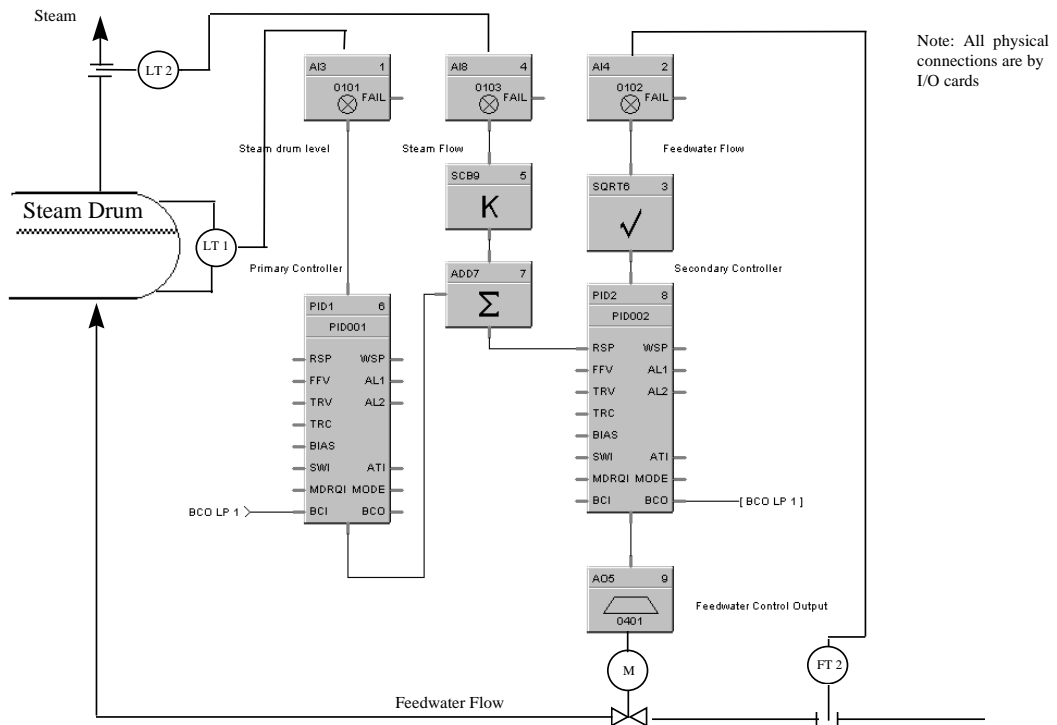 Steam
LT 2
Note: All physical
connections are by
I/O cards
AI3 1
0101
FAIL
AI8 4
0103
FAIL
AI4 2
0102
FAIL
Steam drum level
Steam Flow
Feedwater Flow
SCB9 5
K
SQRT6 3
√
Steam Drum
LT 1
Primary Controller
ADD7 7
Σ
Secondary Controller
PID1 6
PID001
RSP WSP
FFV AL1
TRV AL2
TRC
BIAS
SWI ATI
MDRQI MODE
BCI BCO
BCO LP 1
PID2 8
PID002
RSP WSP
FFV AL1
TRV AL2
TRC
BIAS
SWI ATI
MDRQI MODE
BCI BCO
[ BCO LP 1 ]
AO5 9
0401
Feedwater Control Output
M
FT 2
Feedwater Flow